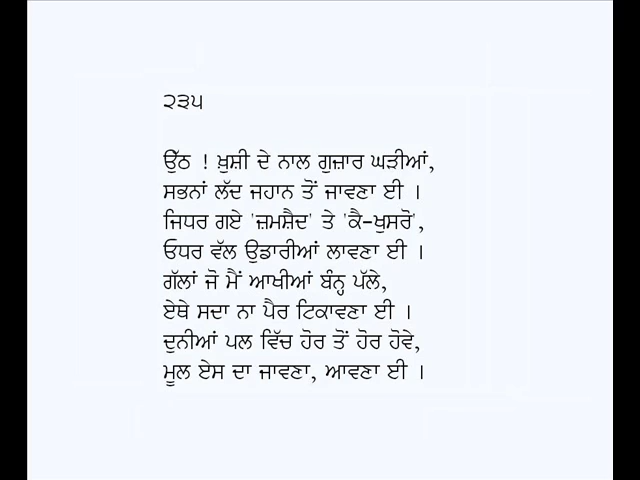 ੨੩੫
ਉੱਠ ! ਖ਼ੁਸ਼ੀ ਦੇ ਨਾਲ ਗੁਜ਼ਾਰ ਘੜੀਆਂ,
ਸਭਨਾਂ ਲੱਦ ਜਹਾਨ ਤੋਂ ਜਾਵਣਾ ਈ ।
ਜਿਧਰ ਗਏ 'ਜ਼ਮਸ਼ੈਦ' ਤੇ 'ਕੈ-ਖੁਸਰੋ',
ਓਧਰ ਵੱਲ ਉਡਾਰੀਆਂ ਲਾਵਣਾ ਈ ।
ਗੱਲਾਂ ਜੋ ਮੈਂ ਆਖੀਆਂ ਬੰਨ੍ਹ ਪੱਲੇ,
ਏਥੇ ਸਦਾ ਨਾ ਪੈਰ ਟਿਕਾਵਣਾ ਈ ।
ਦੁਨੀਆਂ ਪਲ ਵਿੱਚ ਹੋਰ ਤੋਂ ਹੋਰ ਹੋਵੇ,
ਮੂਲ ਏਸ ਦਾ ਜਾਵਣਾ, ਆਵਣਾ ਈ ।